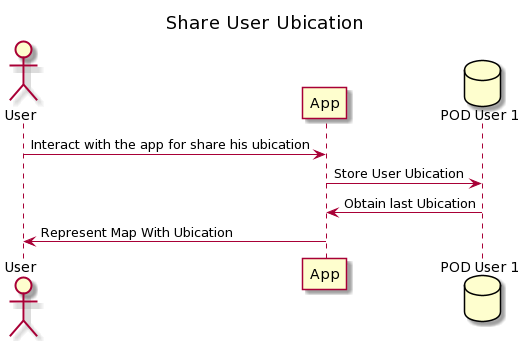 Share User Ubication
User
App
POD User 1
Interact with the app for share his ubication
Store User Ubication
Obtain last Ubication
Represent Map With Ubication
User
App
POD User 1